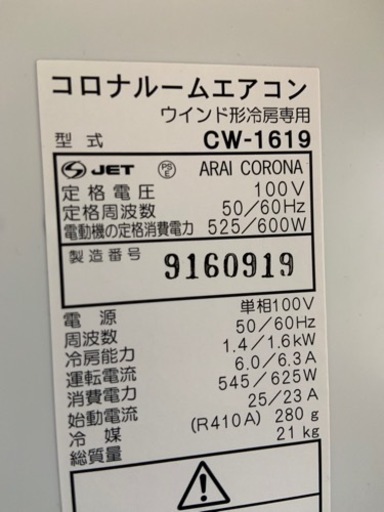 コロナルームエアコン
ウインド形冷房専用
型式 CW-1619
JET PS E ARAI CORONA
定格電圧 100V
定格周波数 50/60Hz
電動機の定格消費電力 525/600W
製造番号 9160919
電源 単相100V
周波数 50/60Hz
冷房能力 1.4/1.6kW
運転電流 6.0/6.3A
消費電力 545/625W
始動電流 25/23A
冷媒 (R410A) 280g
総質量 21kg